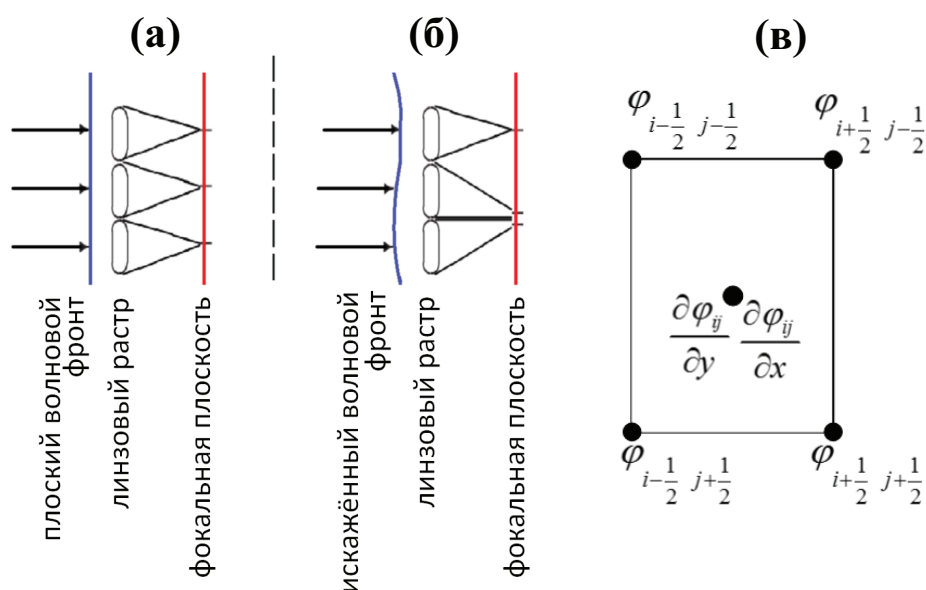 (а)
(б)
(в)
плоский волновой
фронт
линзовый растр
фокальная плоскость
искажённый волновой
фронт
линзовый растр
фокальная плоскость
φ i-1/2 j-1/2
φ i+1/2 j-1/2
∂φij/∂y ∂φij/∂x
φ i-1/2 j+1/2
φ i+1/2 j+1/2